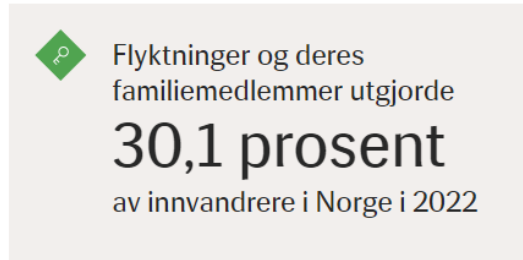 Flyktninger og deres
familiemedlemmer utgjorde
30,1 prosent
av innvandrere i Norge i 2022